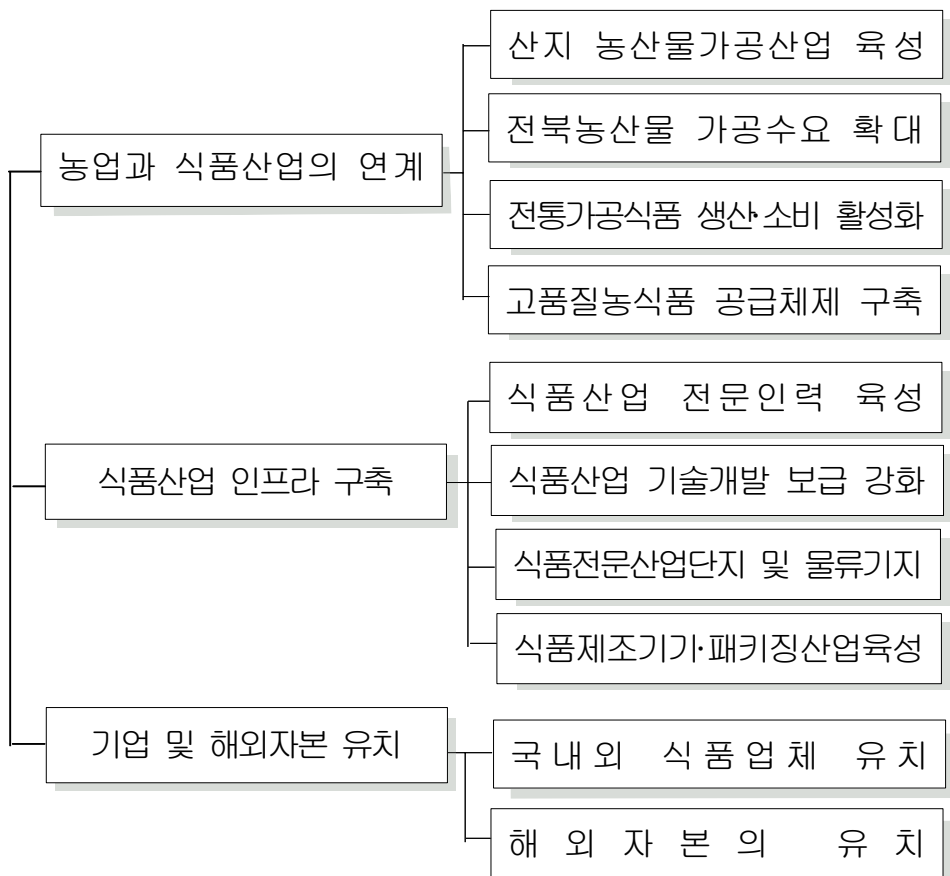 농업과 식품산업의 연계
산지 농산물가공산업 육성
전북농산물 가공수요 확대
전통가공식품 생산·소비 활성화
고품질농식품 공급체제 구축
식품산업 인프라 구축
식품산업 전문인력 육성
식품산업 기술개발 보급 강화
식품전문산업단지 및 물류기지
식품제조기기·패키징산업육성
기업 및 해외자본 유치
국내외 식품업체 유치
해외자본의 유치